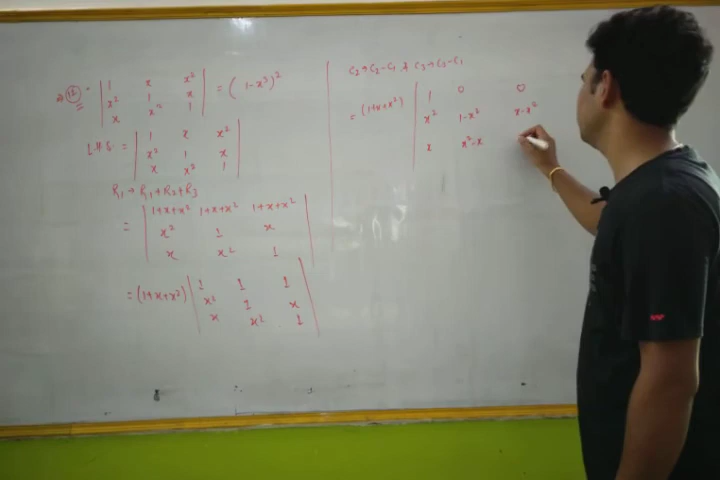 ⇒ 12. | 1 x x² | = (1-x³)²
| x² 1 x |
| x x² 1 |
L.H.S = | 1 x x² |
| x² 1 x |
| x x² 1 |
R₁ → R₁ + R₂ + R₃
= | 1+x+x² 1+x+x² 1+x+x² |
| x² 1 x |
| x x² 1 |
= (1+x+x²) | 1 1 1 |
| x² 1 x |
| x x² 1 |
C₂ → C₂ - C₁ & C₃ → C₃ - C₁
= (1+x+x²) | 1 0 0
| x² 1-x² x-x²
| x x²-x